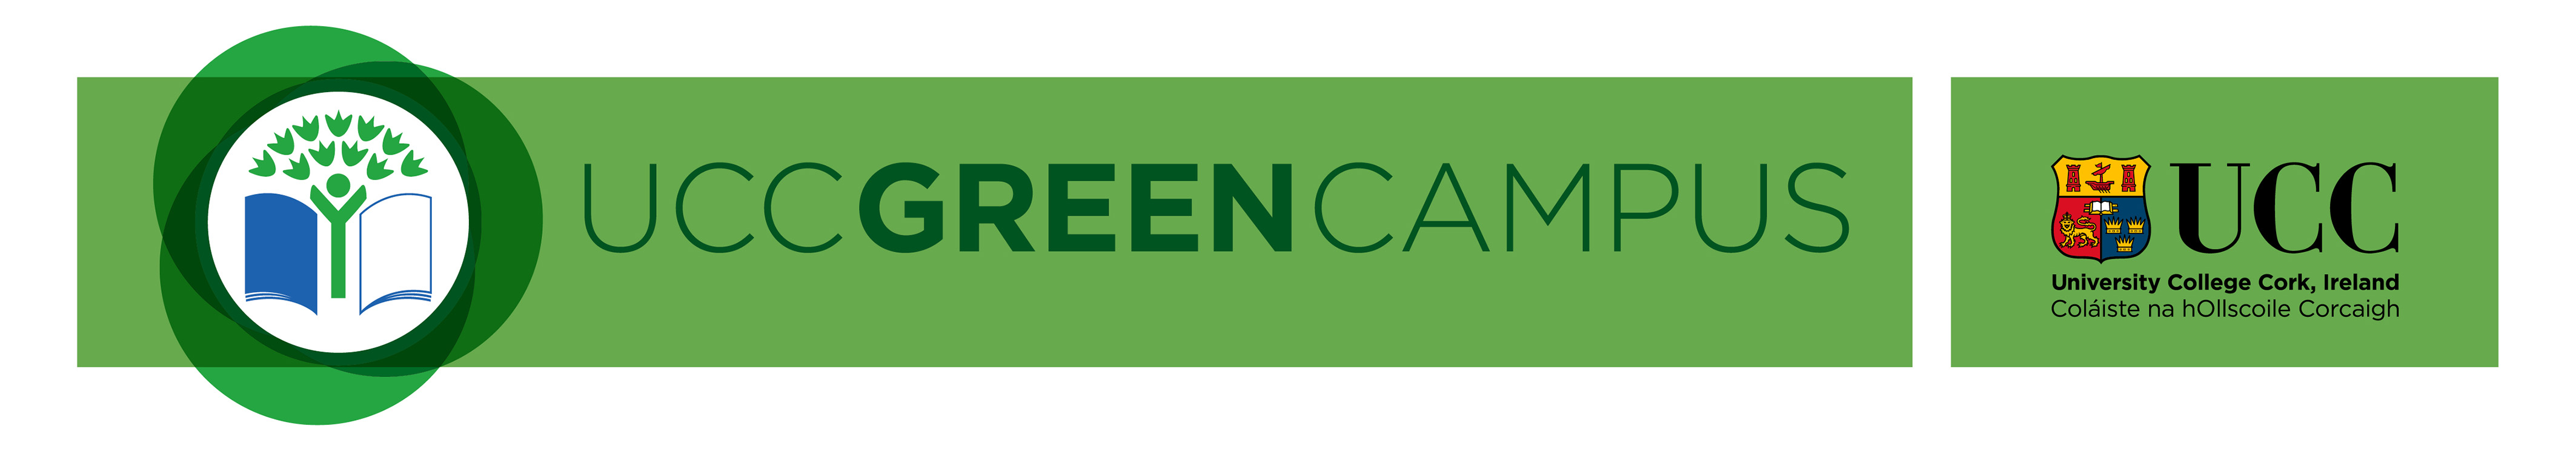 UCCGREENCAMPUS
UCC
University College Cork, Ireland
Coláiste na hOllscoile Corcaigh